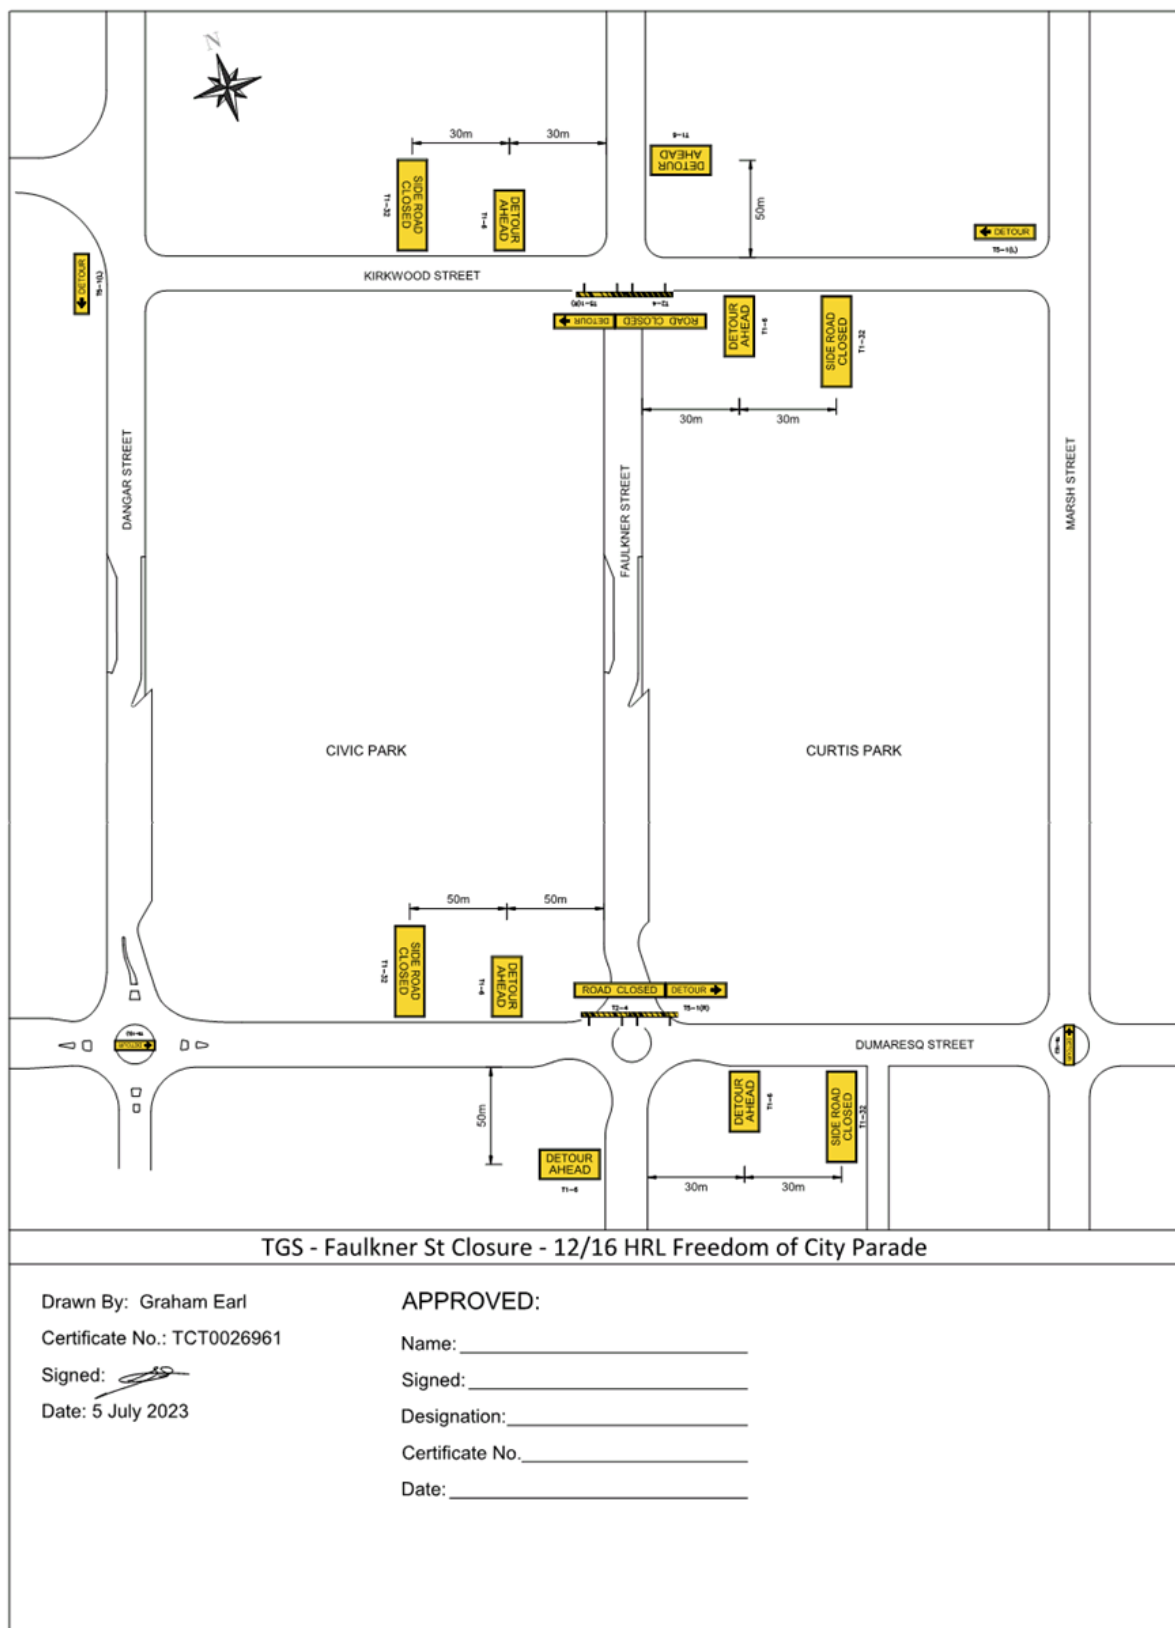 N
30m
30m
T1-6
DETOUR
AHEAD
SIDE ROAD
CLOSED
T1-32
DETOUR
AHEAD
T1-6
50m
DETOUR
T5-1(L)
DETOUR
T5-1(L)
KIRKWOOD STREET
T5-1(R)
T2-4
DETOUR
ROAD CLOSED
DETOUR
AHEAD
T1-6
SIDE ROAD
CLOSED
T1-32
30m
30m
DANGAR STREET
FAULKNER STREET
MARSH STREET
CIVIC PARK
CURTIS PARK
50m
50m
SIDE ROAD
CLOSED
T1-32
DETOUR
AHEAD
T1-6
ROAD CLOSED
DETOUR
T2-4
T5-1(R)
DETOUR
DUMARESQ STREET
DETOUR
50m
DETOUR
AHEAD
T1-6
SIDE ROAD
CLOSED
T1-32
DETOUR
AHEAD
T1-6
30m
30m
TGS - Faulkner St Closure - 12/16 HRL Freedom of City Parade
Drawn By: Graham Earl
Certificate No.: TCT0026961
Signed:
Date: 5 July 2023
APPROVED:
Name:
Signed:
Designation:
Certificate No.
Date: